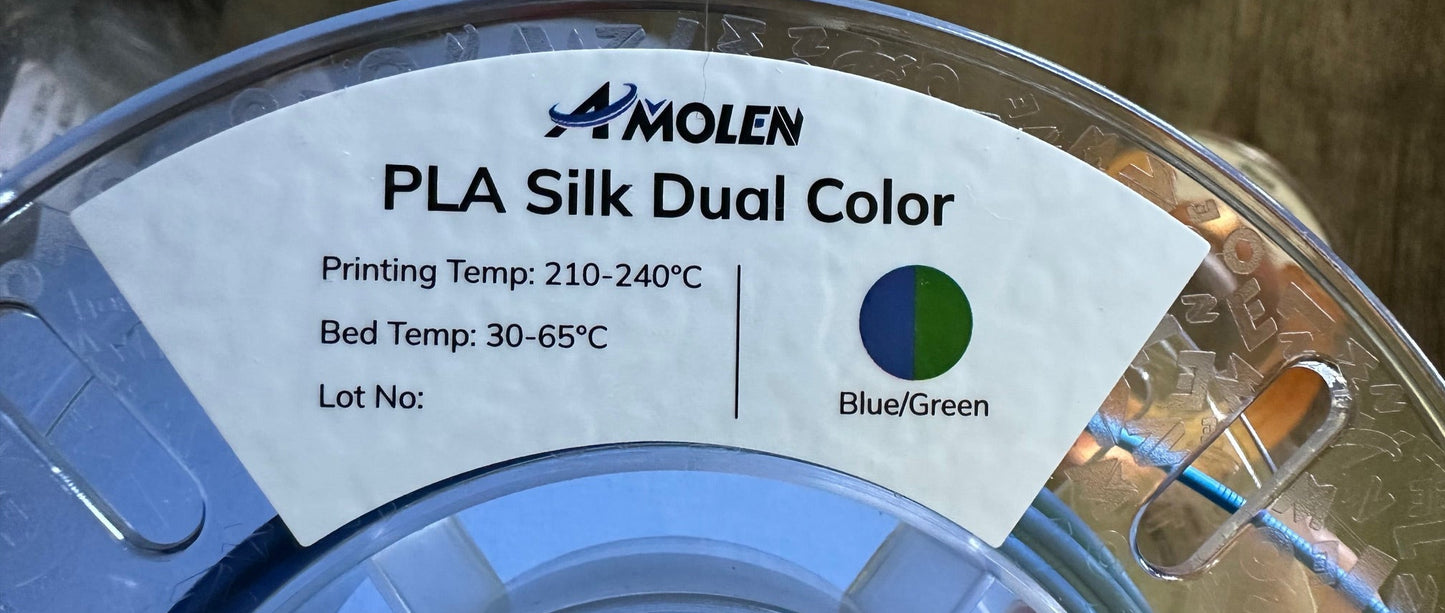 AMOLEN
PLA Silk Dual Color
Printing Temp: 210-240°C
Bed Temp: 30-65°C
Lot No:
Blue/Green